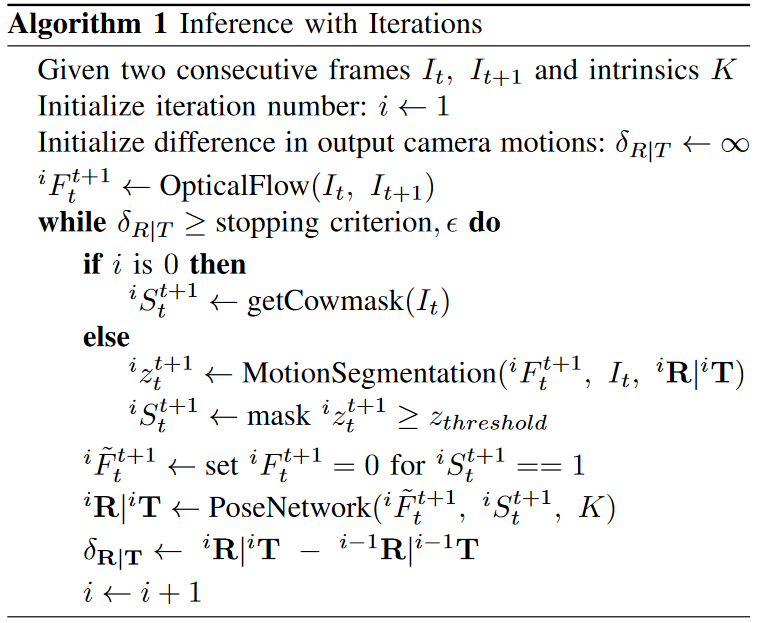 Algorithm 1 Inference with Iterations
Given two consecutive frames $I_t$, $I_{t+1}$ and intrinsics $K$
Initialize iteration number: $i \leftarrow 1$
Initialize difference in output camera motions: $\delta_{R|T} \leftarrow \infty$
${}^{i}F_t^{t+1} \leftarrow$ OpticalFlow($I_t$, $I_{t+1}$)
while $\delta_{R|T} \geq$ stopping criterion, $\epsilon$ do
if $i$ is 0 then
${}^{i}S_t^{t+1} \leftarrow$ getCowmask($I_t$)
else
${}^{i}z_t^{t+1} \leftarrow$ MotionSegmentation(${}^{i}F_t^{t+1}$, $I_t$, ${}^{i}\mathbf{R}|{}^{i}\mathbf{T}$)
${}^{i}S_t^{t+1} \leftarrow$ mask ${}^{i}z_t^{t+1} \geq z_{threshold}$
${}^{i}\tilde{F}_t^{t+1} \leftarrow$ set ${}^{i}F_t^{t+1} = 0$ for ${}^{i}S_t^{t+1} == 1$
${}^{i}\mathbf{R}|{}^{i}\mathbf{T} \leftarrow$ PoseNetwork(${}^{i}\tilde{F}_t^{t+1}$, ${}^{i}S_t^{t+1}$, $K$)
$\delta_{\mathbf{R}|\mathbf{T}} \leftarrow {}^{i}\mathbf{R}|{}^{i}\mathbf{T} - {}^{i-1}\mathbf{R}|{}^{i-1}\mathbf{T}$
$i \leftarrow i + 1$